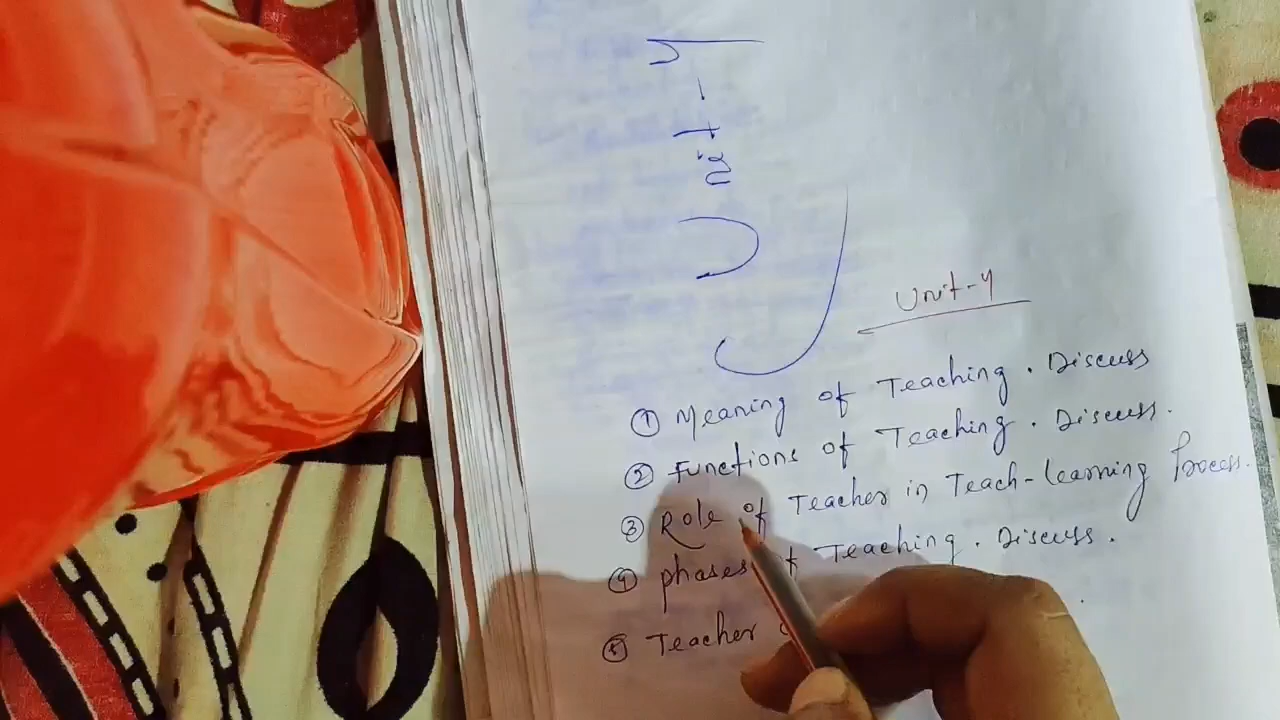 Unit-4
① Meaning of Teaching. Discuss
② Functions of Teaching. Discuss.
③ Role of Teacher in Teach-learning Process.
④ phases of Teaching. Discuss.
⑤ Teacher